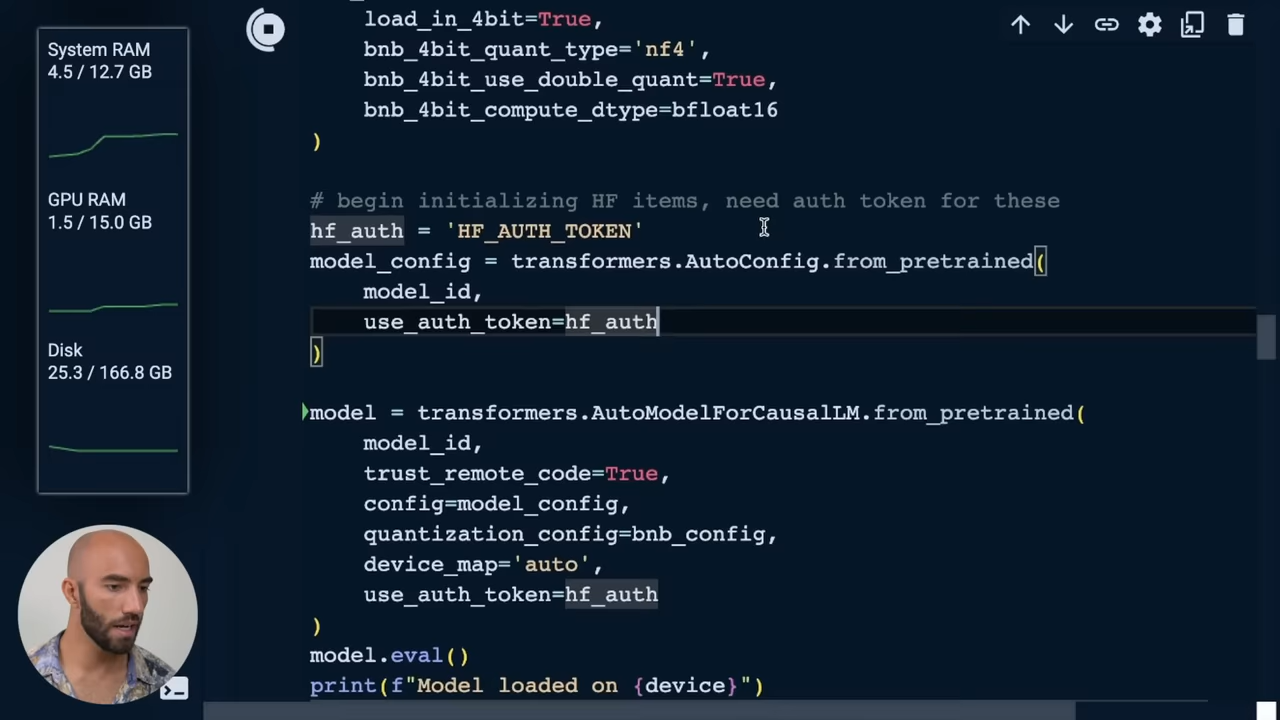 System RAM
4.5 / 12.7 GB
GPU RAM
1.5 / 15.0 GB
Disk
25.3 / 166.8 GB
load_in_4bit=True,
bnb_4bit_quant_type='nf4',
bnb_4bit_use_double_quant=True,
bnb_4bit_compute_dtype=bfloat16
)
# begin initializing HF items, need auth token for these
hf_auth = 'HF_AUTH_TOKEN'
model_config = transformers.AutoConfig.from_pretrained(
model_id,
use_auth_token=hf_auth
)
model = transformers.AutoModelForCausalLM.from_pretrained(
model_id,
trust_remote_code=True,
config=model_config,
quantization_config=bnb_config,
device_map='auto',
use_auth_token=hf_auth
)
model.eval()
print(f"Model loaded on {device}")